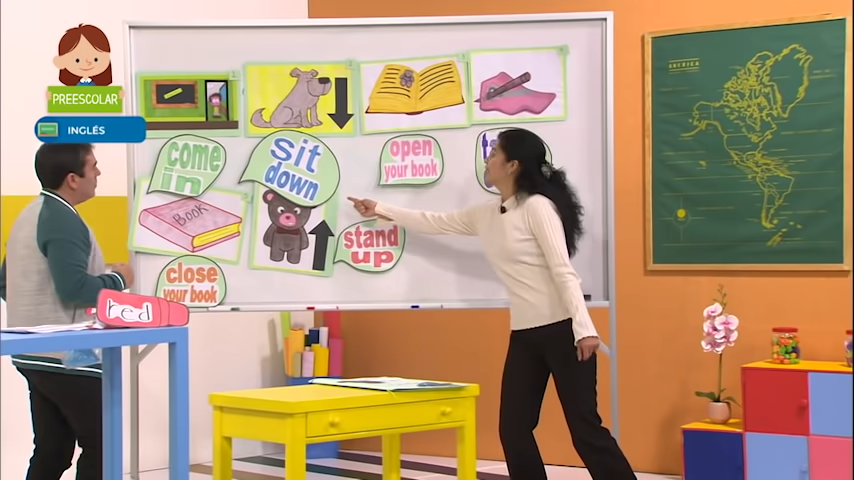 PREESCOLAR
INGLÉS
AMERICA
come
in
sit
down
open
your book
Book
stand
up
close
your book
red